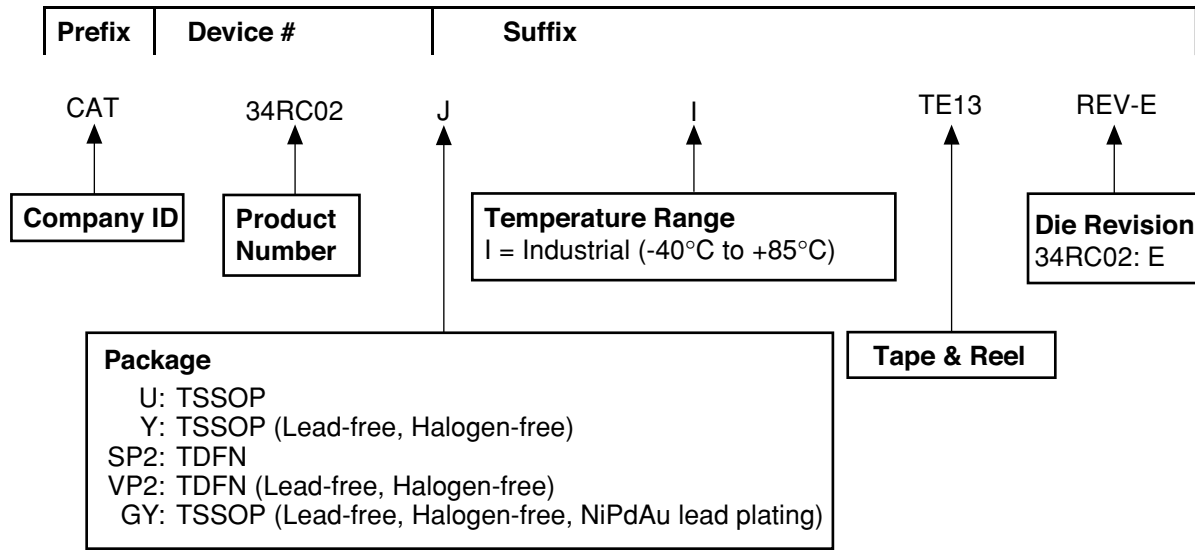 Prefix Device # Suffix
CAT 34RC02 J I TE13 REV-E
Company ID
Product
Number
Temperature Range
I = Industrial (-40°C to +85°C)
Die Revision
34RC02: E
Package
U: TSSOP
Y: TSSOP (Lead-free, Halogen-free)
SP2: TDFN
VP2: TDFN (Lead-free, Halogen-free)
GY: TSSOP (Lead-free, Halogen-free, NiPdAu lead plating)
Tape & Reel